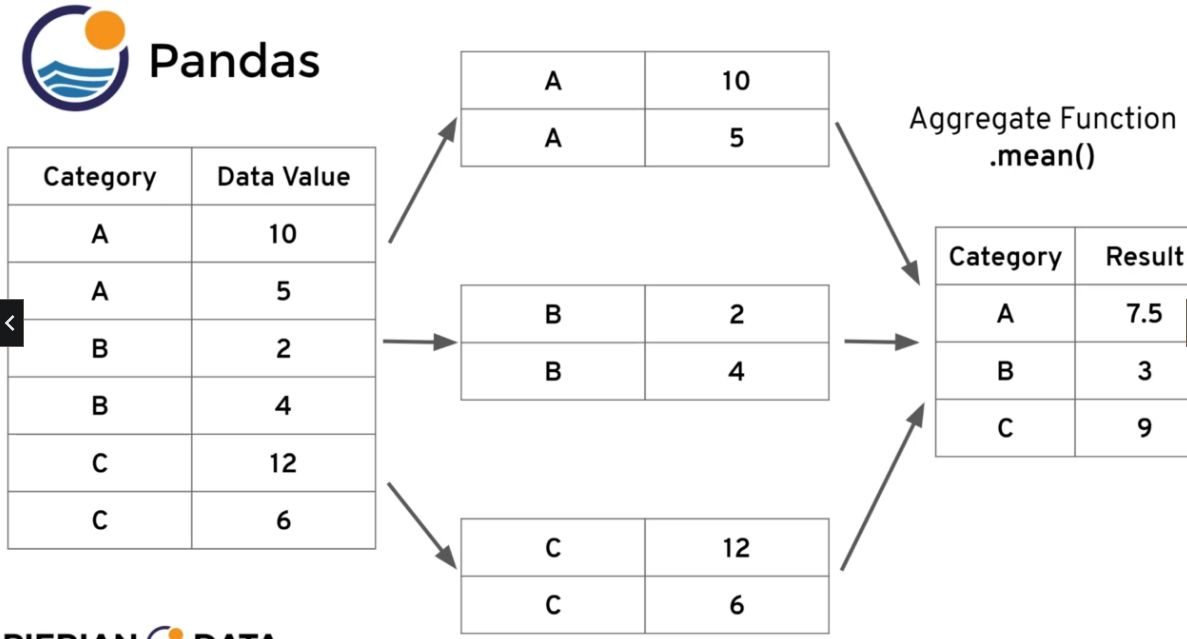 Pandas
Category Data Value
A 10
A 5
B 2
B 4
C 12
C 6
A 10
A 5
B 2
B 4
C 12
C 6
Aggregate Function
.mean()
Category Result
A 7.5
B 3
C 9
PIERIAN DATA